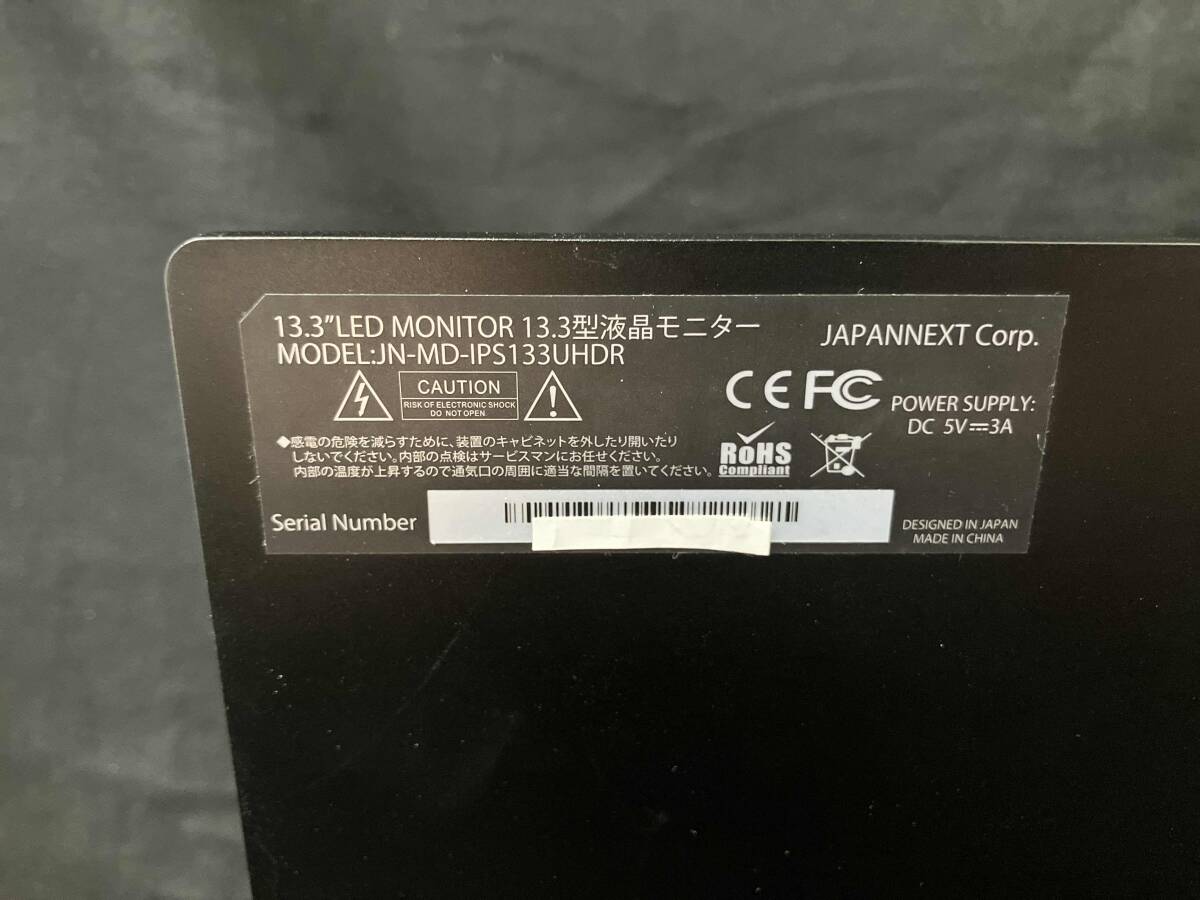 13.3"LED MONITOR 13.3型液晶モニター
MODEL:JN-MD-IPS133UHDR
JAPANNEXT Corp.
CAUTION
RISK OF ELECTRONIC SHOCK
DO NOT OPEN
CE FC
POWER SUPPLY:
DC 5V⎓3A
◆感電の危険を減らすために、装置のキャビネットを外したり開いたり
しないでください。内部の点検はサービスマンにお任せください。
内部の温度が上昇するので通気口の周囲に適当な間隔を置いてください。
RoHS
Compliant
Serial Number
DESIGNED IN JAPAN
MADE IN CHINA